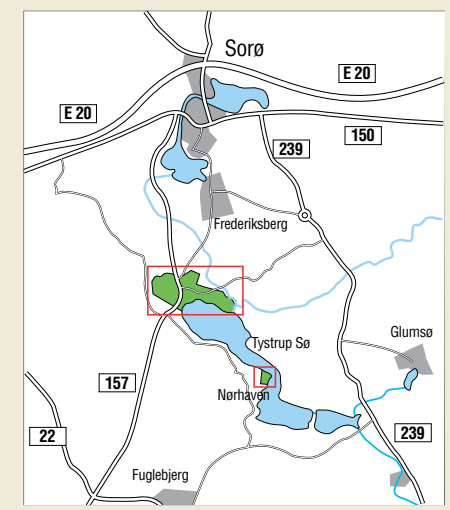 Sorø
E 20
E 20
150
239
Frederiksberg
Tystrup Sø
Glumsø
157
Nørhaven
22
239
Fuglebjerg